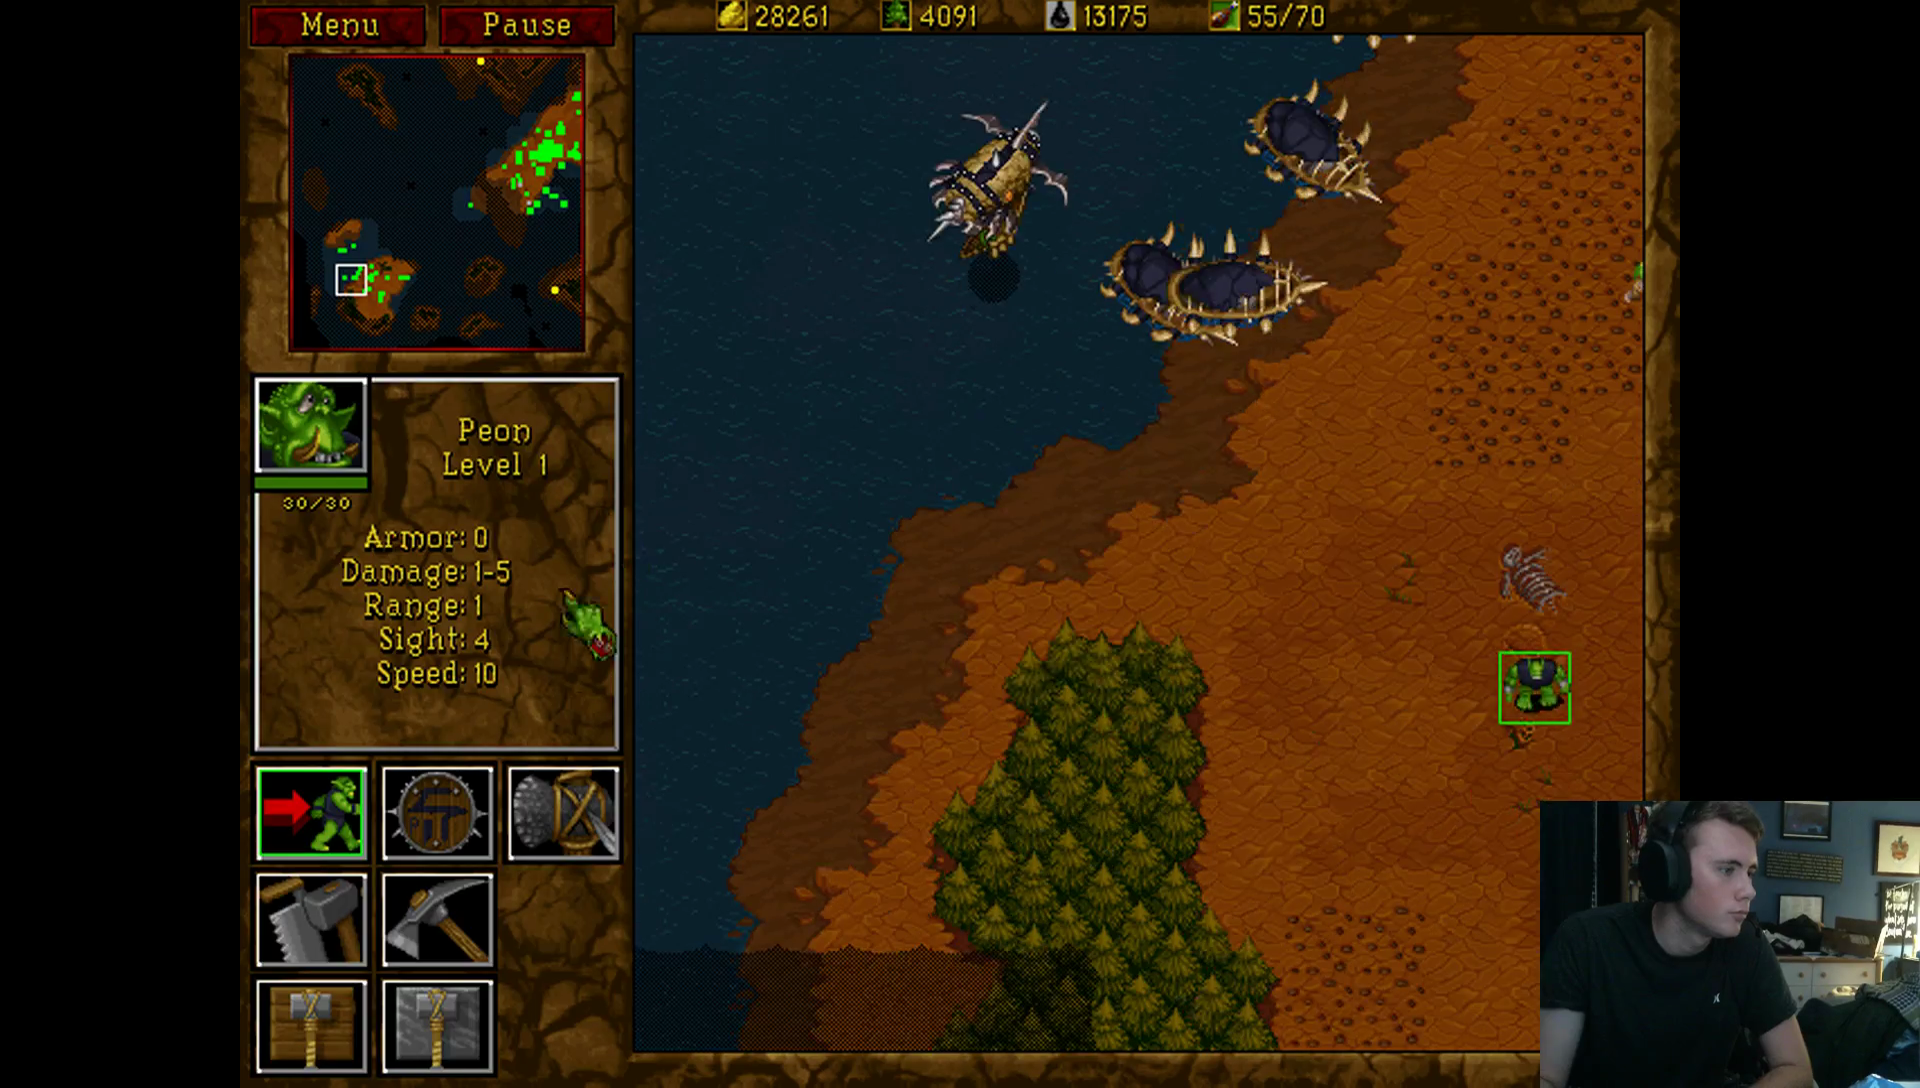 Menu
Pause
28261
4091
13175
55/70
Peon
Level 1
30/30
Armor: 0
Damage: 1-5
Range: 1
Sight: 4
Speed: 10